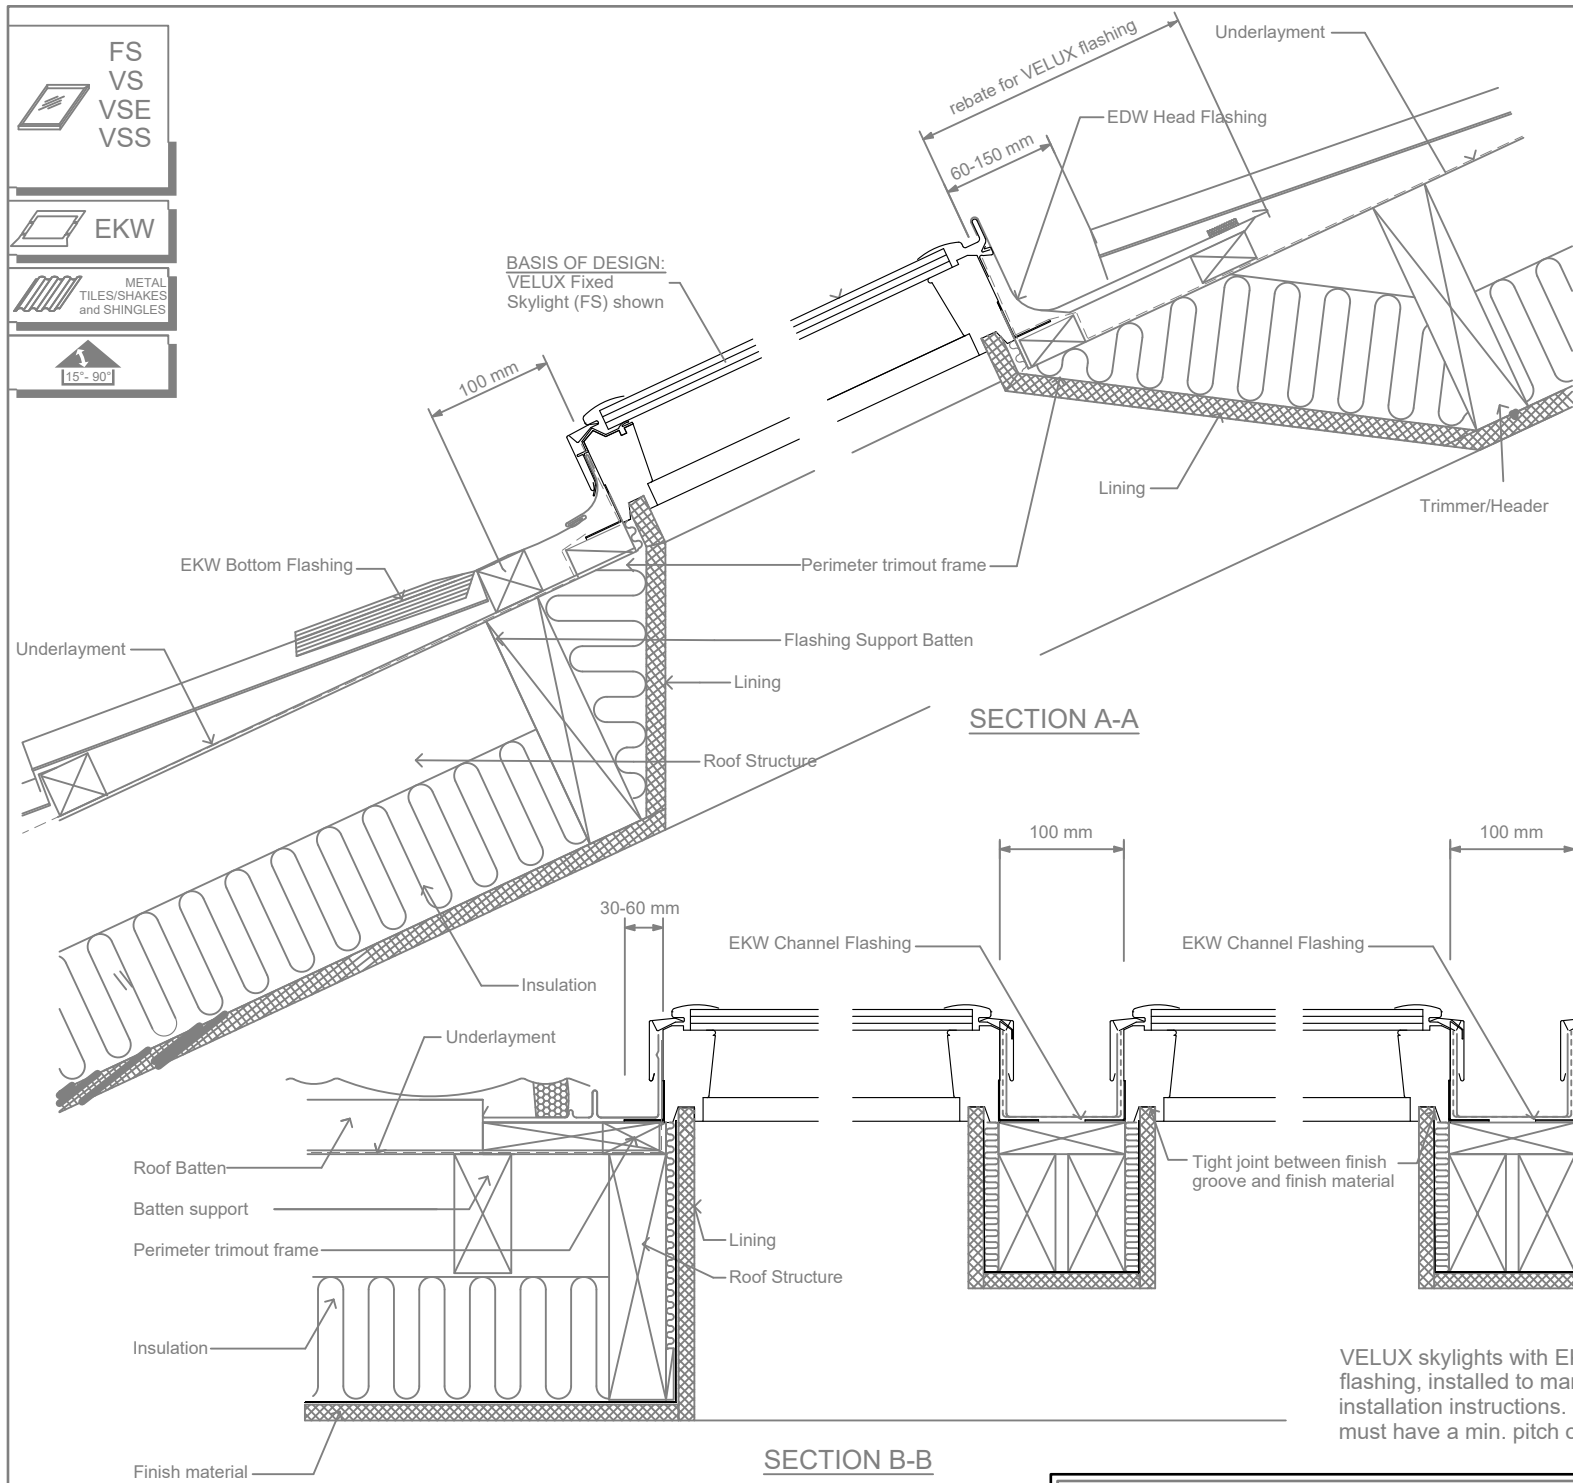 FS
VS
VSE
VSS
EKW
METAL
TILES/SHAKES
and SHINGLES
15°- 90°
rebate for VELUX flashing
Underlayment
60-150 mm
EDW Head Flashing
BASIS OF DESIGN:
VELUX Fixed
Skylight (FS) shown
100 mm
Lining
Trimmer/Header
EKW Bottom Flashing
Perimeter trimout frame
Underlayment
Flashing Support Batten
Lining
SECTION A-A
Roof Structure
100 mm
100 mm
30-60 mm
EKW Channel Flashing
EKW Channel Flashing
Insulation
Underlayment
Roof Batten
Tight joint between finish
groove and finish material
Batten support
Perimeter trimout frame
Lining
Roof Structure
Insulation
VELUX skylights with
flashing, installed to
installation instructions.
must have a min. pitch
SECTION B-B
Finish material